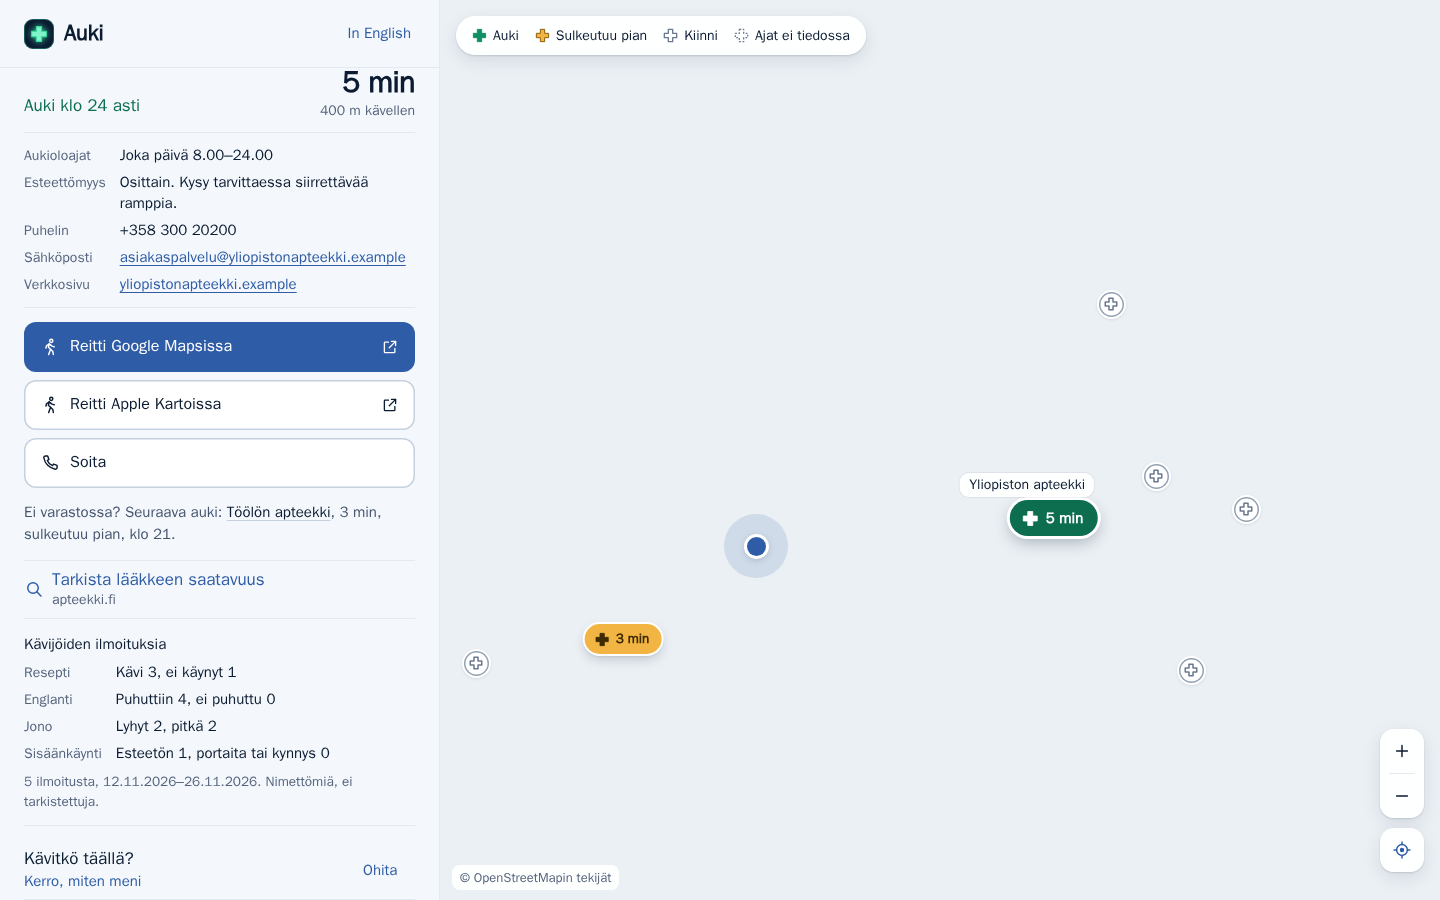 Auki
In English
5 min
Auki klo 24 asti
400 m kävellen
Aukioloajat
Joka päivä 8.00–24.00
Esteettömyys
Osittain. Kysy tarvittaessa siirrettävää
ramppia.
Puhelin
+358 300 20200
Sähköposti
asiakaspalvelu@yliopistonapteekki.example
Verkkosivu
yliopistonapteekki.example
Reitti Google Mapsissa
Reitti Apple Kartoissa
Soita
Ei varastossa? Seuraava auki: Töölön apteekki, 3 min,
sulkeutuu pian, klo 21.
Tarkista lääkkeen saatavuus
apteekki.fi
Kävijöiden ilmoituksia
Resepti
Kävi 3, ei käynyt 1
Englanti
Puhuttiin 4, ei puhuttu 0
Jono
Lyhyt 2, pitkä 2
Sisäänkäynti
Esteetön 1, portaita tai kynnys 0
5 ilmoitusta, 12.11.2026–26.11.2026. Nimettömiä, ei
tarkistettuja.
Kävitkö täällä?
Kerro, miten meni
Ohita
Auki
Sulkeutuu pian
Kiinni
Ajat ei tiedossa
Yliopiston apteekki
5 min
3 min
© OpenStreetMapin tekijät